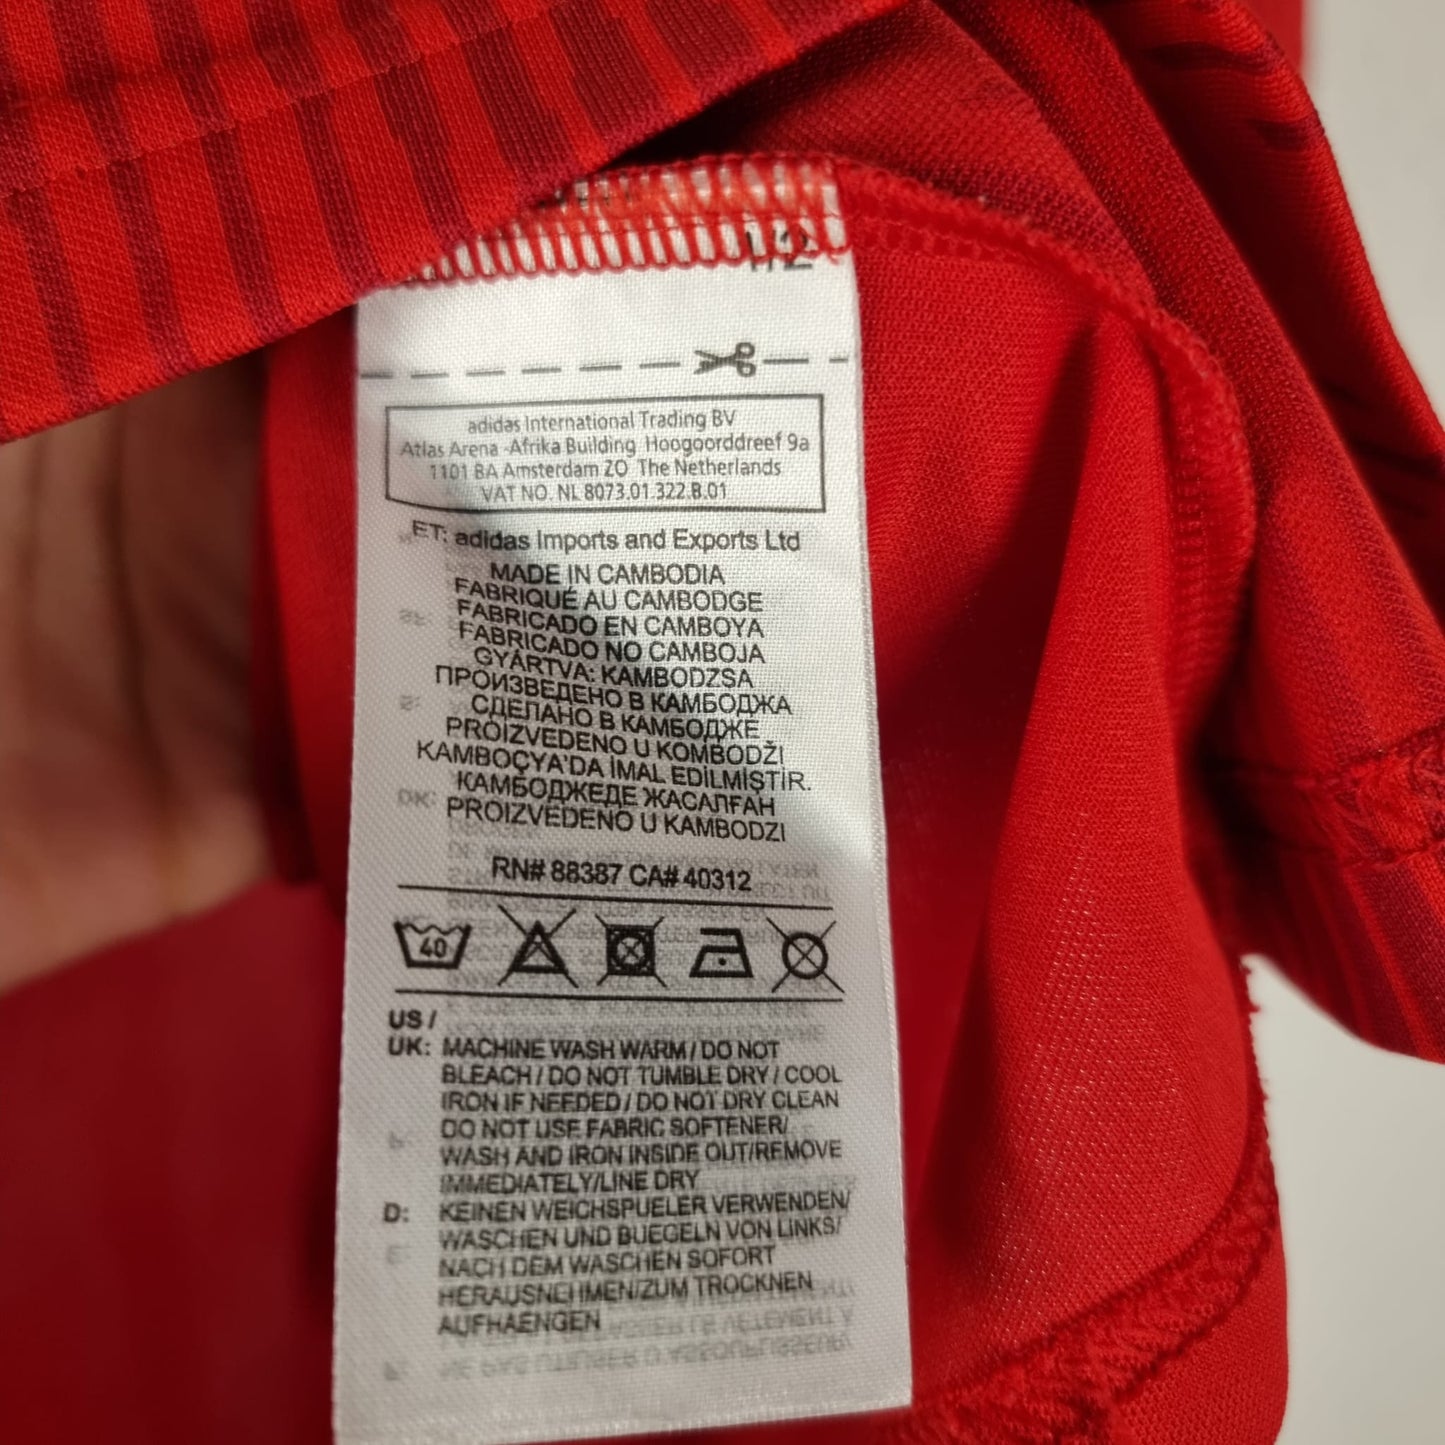 1/2
adidas International Trading BV
Atlas Arena -Afrika Building Hoogoorddreef 9a
1101 BA Amsterdam ZO The Netherlands
VAT NO. NL 8073.01.322.B.01
ET: adidas Imports and Exports Ltd
MADE IN CAMBODIA
FABRIQUÉ AU CAMBODGE
FABRICADO EN CAMBOYA
FABRICADO NO CAMBOJA
GYÁRTVA: KAMBODZSA
ПРОИЗВЕДЕНО В КАМБОДЖА
СДЕЛАНО В КАМБОДЖЕ
PROIZVEDENO U KOMBODŽI
KAMBOÇYA'DA İMAL EDİLMİŞTİR.
КАМБОДЖЕДЕ ЖАСАЛҒАН
PROIZVEDENO U KAMBODZI
RN# 88387 CA# 40312
40
US /
UK: MACHINE WASH WARM / DO NOT
BLEACH / DO NOT TUMBLE DRY / COOL
IRON IF NEEDED / DO NOT DRY CLEAN
DO NOT USE FABRIC SOFTENER/
WASH AND IRON INSIDE OUT/REMOVE
IMMEDIATELY/LINE DRY
D: KEINEN WEICHSPUELER VERWENDEN/
WASCHEN UND BUEGELN VON LINKS/
NACH DEM WASCHEN SOFORT
HERAUSNEHMEN/ZUM TROCKNEN
AUFHAENGEN